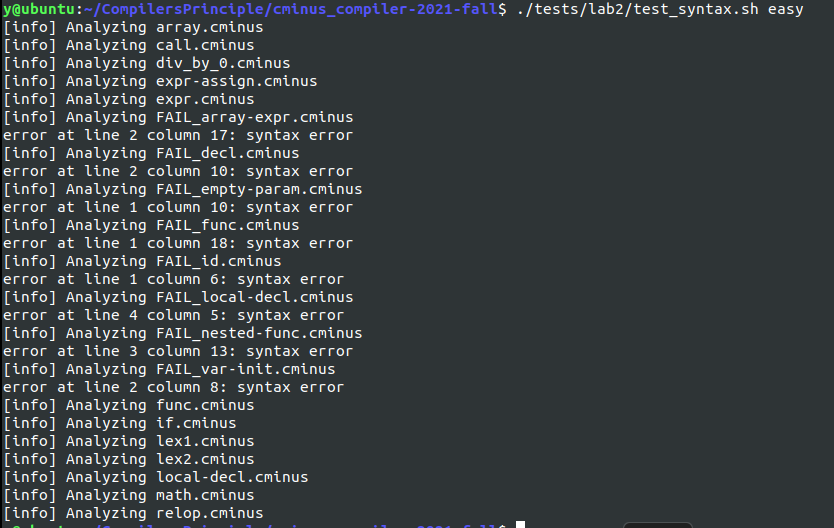 y@ubuntu:~/CompilersPrinciple/cminus_compiler-2021-fall$ ./tests/lab2/test_syntax.sh easy
[info] Analyzing array.cminus
[info] Analyzing call.cminus
[info] Analyzing div_by_0.cminus
[info] Analyzing expr-assign.cminus
[info] Analyzing expr.cminus
[info] Analyzing FAIL_array-expr.cminus
error at line 2 column 17: syntax error
[info] Analyzing FAIL_decl.cminus
error at line 2 column 10: syntax error
[info] Analyzing FAIL_empty-param.cminus
error at line 1 column 10: syntax error
[info] Analyzing FAIL_func.cminus
error at line 1 column 18: syntax error
[info] Analyzing FAIL_id.cminus
error at line 1 column 6: syntax error
[info] Analyzing FAIL_local-decl.cminus
error at line 4 column 5: syntax error
[info] Analyzing FAIL_nested-func.cminus
error at line 3 column 13: syntax error
[info] Analyzing FAIL_var-init.cminus
error at line 2 column 8: syntax error
[info] Analyzing func.cminus
[info] Analyzing if.cminus
[info] Analyzing lex1.cminus
[info] Analyzing lex2.cminus
[info] Analyzing local-decl.cminus
[info] Analyzing math.cminus
[info] Analyzing relop.cminus